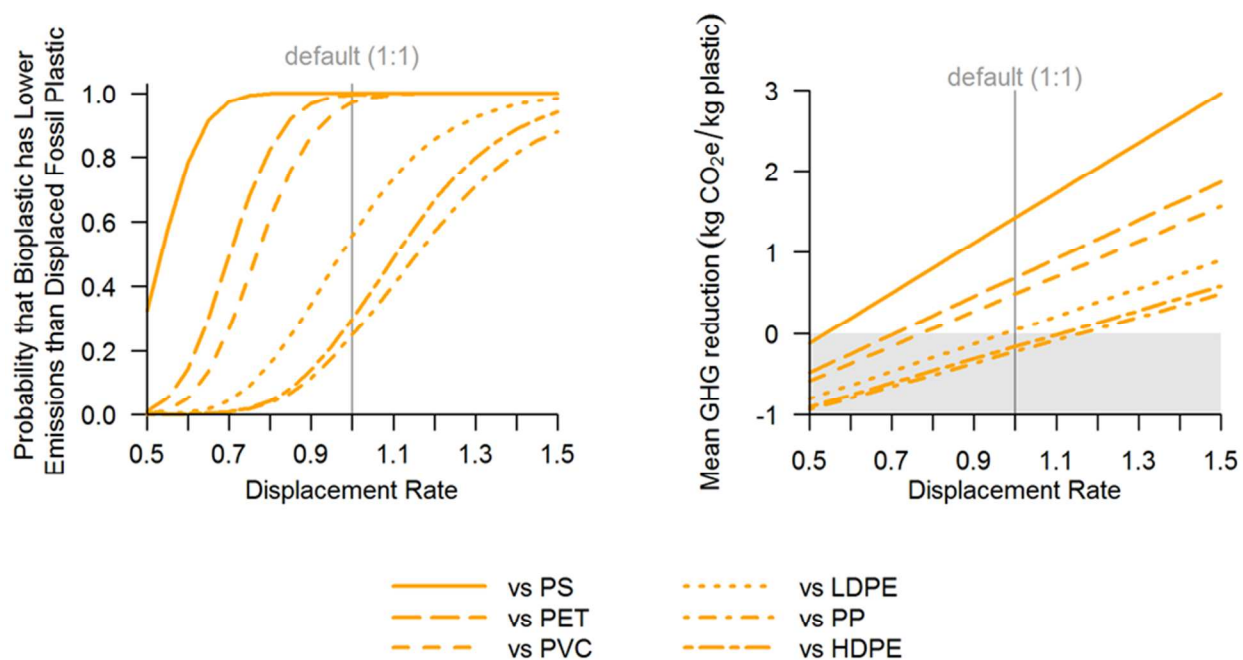 Probability that Bioplastic has Lower
Emissions than Displaced Fossil Plastic
default (1:1)
1.0
0.8
0.6
0.4
0.2
0.0
0.5 0.7 0.9 1.1 1.3 1.5
Displacement Rate
Mean GHG reduction (kg CO₂e/kg plastic)
default (1:1)
3
2
1
0
-1
0.5 0.7 0.9 1.1 1.3 1.5
Displacement Rate
vs PS
vs PET
vs PVC
vs LDPE
vs PP
vs HDPE